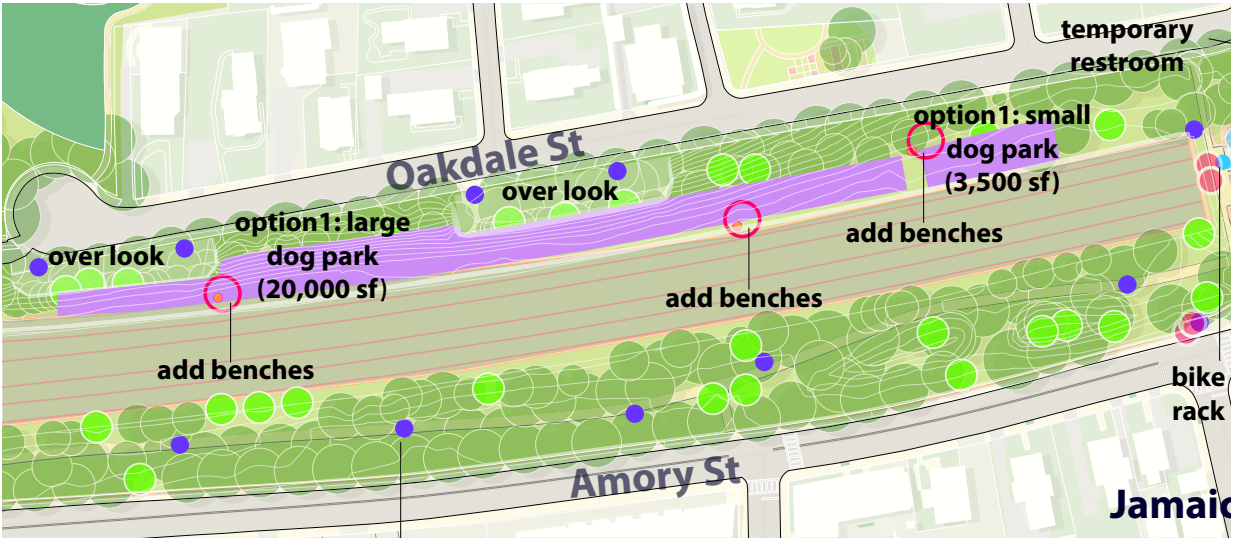 temporary
restroom
option1: small
dog park
(3,500 sf)
Oakdale St
over look
option1: large
dog park
(20,000 sf)
over look
add benches
add benches
add benches
bike
rack
Amory St
Jamaic